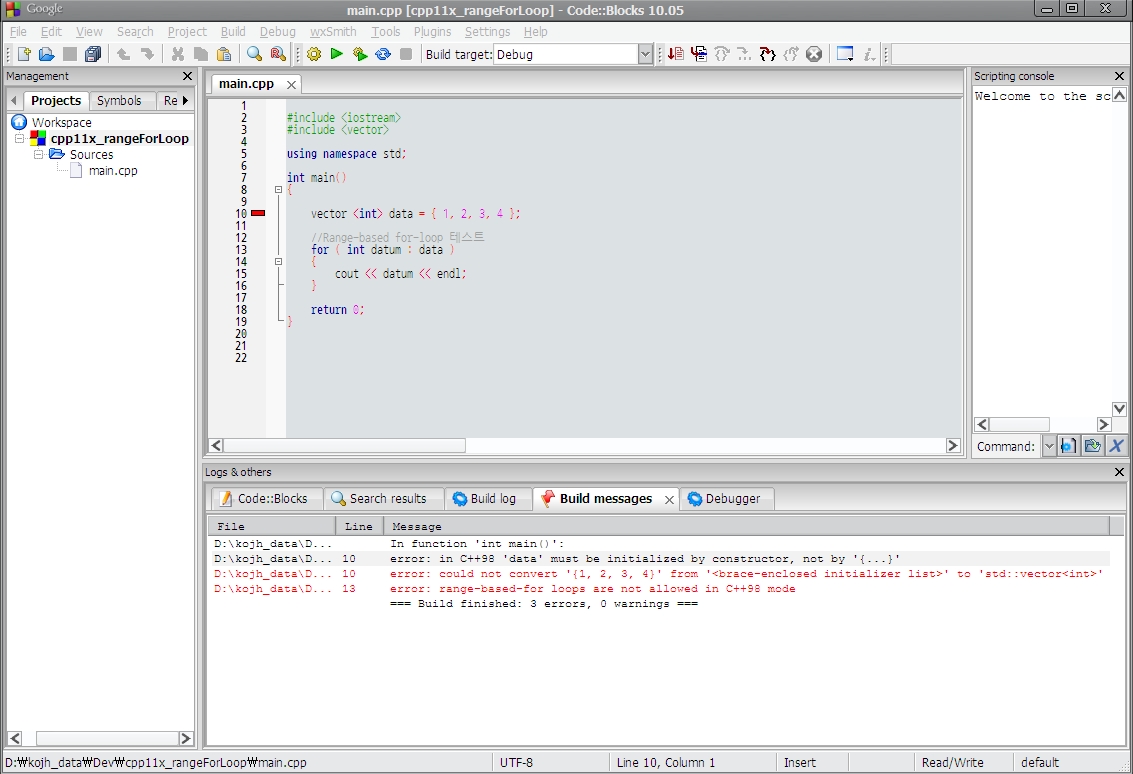 Google
main.cpp [cpp11x_rangeForLoop] - Code::Blocks 10.05
File Edit View Search Project Build Debug wxSmith Tools Plugins Settings Help
Build target: Debug
Management
Projects Symbols Re
Workspace
cpp11x_rangeForLoop
Sources
main.cpp
main.cpp
1
2 #include <iostream>
3 #include <vector>
4
5 using namespace std;
6
7 int main()
8 {
9
10 vector <int> data = { 1, 2, 3, 4 };
11
12 //Range-based for-loop 테스트
13 for ( int datum : data )
14 {
15 cout << datum << endl;
16 }
17
18 return 0;
19 }
20
21
22
Scripting console
Welcome to the sc
Command:
Logs & others
Code::Blocks Search results Build log Build messages Debugger
File Line Message
D:\kojh_data\D... In function 'int main()':
D:\kojh_data\D... 10 error: in C++98 'data' must be initialized by constructor, not by '{...}'
D:\kojh_data\D... 10 error: could not convert '{1, 2, 3, 4}' from '<brace-enclosed initializer list>' to 'std::vector<int>'
D:\kojh_data\D... 13 error: range-based-for loops are not allowed in C++98 mode
=== Build finished: 3 errors, 0 warnings ===
D:₩kojh_data₩Dev₩cpp11x_rangeForLoop₩main.cpp UTF-8 Line 10, Column 1 Insert Read/Write default